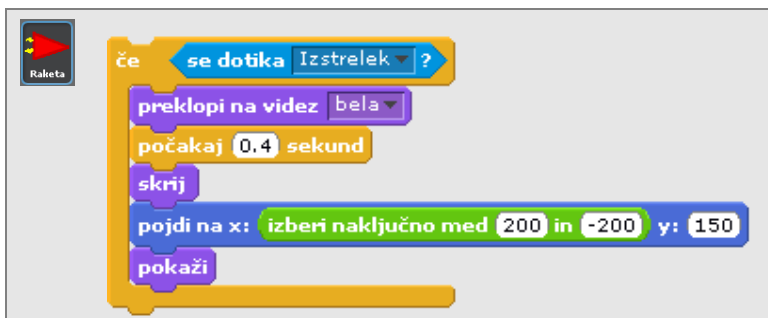 Raketa
če se dotika Izstrelek ?
preklopi na videz bela
počakaj 0.4 sekund
skrij
pojdi na x: izberi naključno med 200 in -200 y: 150
pokaži